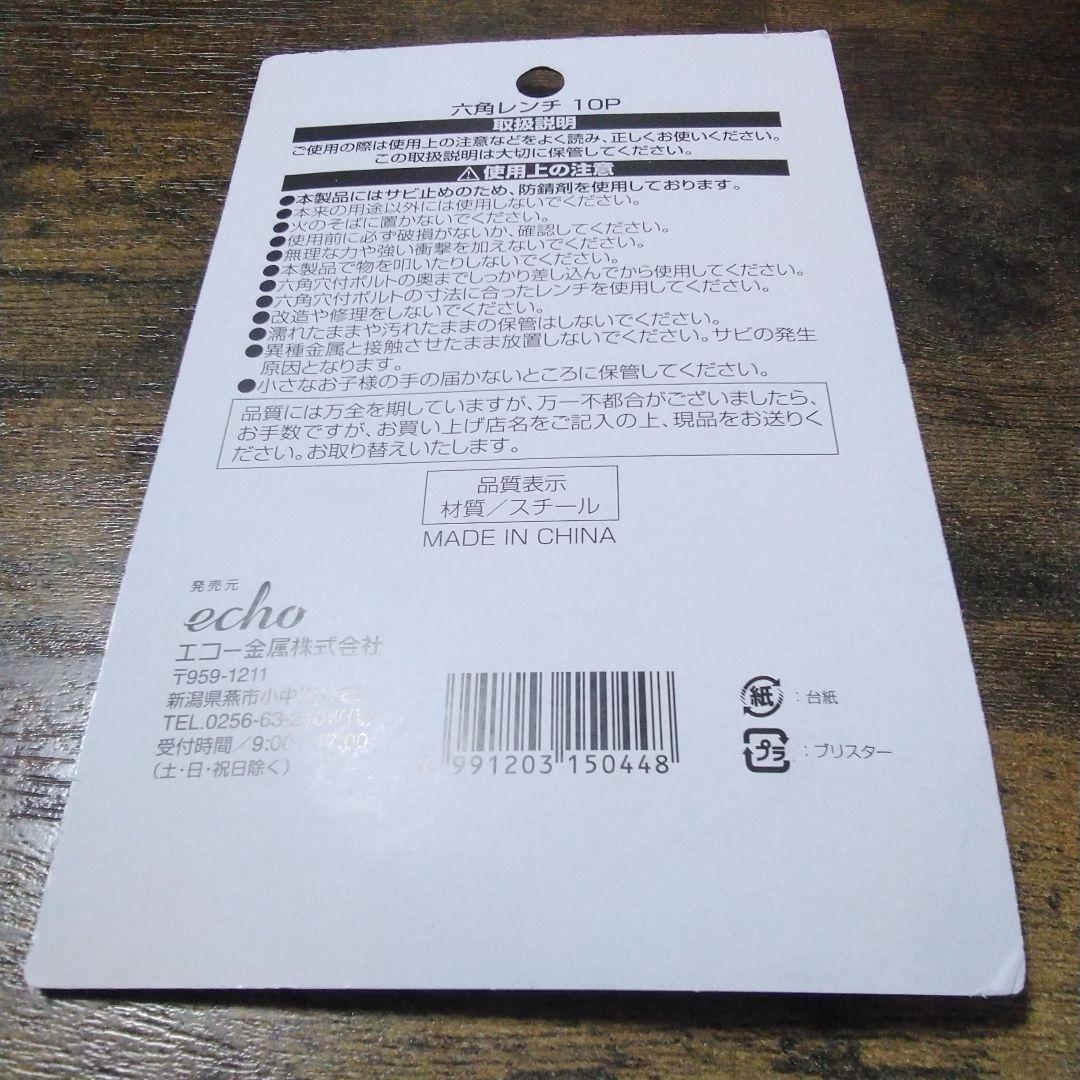 六角レンチ 10P
取扱説明
ご使用の際は使用上の注意などをよく読み、正しくお使いください。
この取扱説明は大切に保管してください。
⚠使用上の注意
●本製品にはサビ止めのため、防錆剤を使用しております。
●本来の用途以外には使用しないでください。
●火のそばに置かないでください。
●使用前に必ず破損がないか、確認してください。
●無理な力や強い衝撃を加えないでください。
●本製品で物を叩いたりしないでください。
●六角穴付ボルトの奥までしっかり差し込んでから使用してください。
●六角穴付ボルトの寸法に合ったレンチを使用してください。
●改造や修理をしないでください。
●濡れたままや汚れたままの保管はしないでください。
●異種金属と接触させたまま放置しないでください。サビの発生
原因となります。
●小さなお子様の手の届かないところに保管してください。
品質には万全を期していますが、万一不都合がございましたら、
お手数ですが、お買い上げ店名をご記入の上、現品をお送りく
ださい。お取り替えいたします。
品質表示
材質／スチール
MADE IN CHINA
発売元
echo
エコー金属株式会社
〒959-1211
新潟県燕市小中
TEL.0256-63-
受付時間／9:00 17:00
(土・日・祝日除く)
991203 150448
紙 : 台紙
プラ : ブリスター